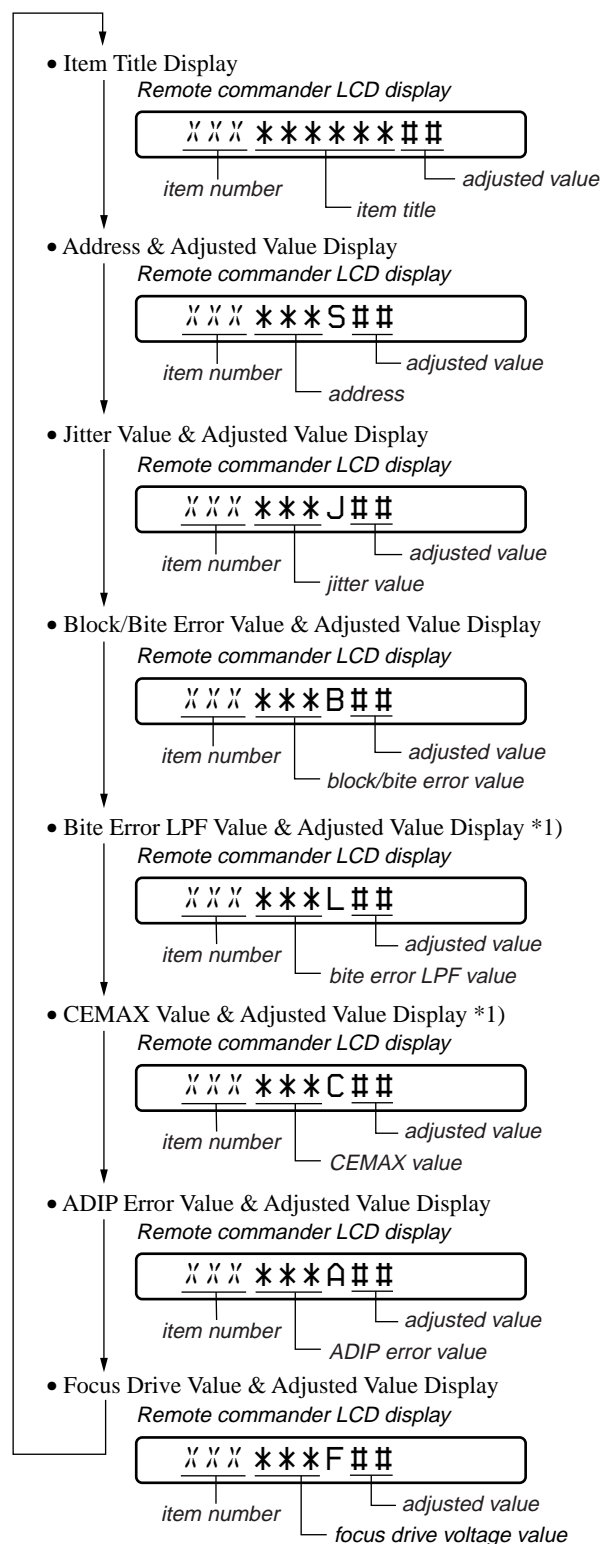 • Item Title Display
Remote commander LCD display
XXX ******##
item number
item title
adjusted value
• Address & Adjusted Value Display
Remote commander LCD display
XXX ***S##
item number
address
adjusted value
• Jitter Value & Adjusted Value Display
Remote commander LCD display
XXX ***J##
item number
jitter value
adjusted value
• Block/Bite Error Value & Adjusted Value Display
Remote commander LCD display
XXX ***B##
item number
block/bite error value
adjusted value
• Bite Error LPF Value & Adjusted Value Display *1)
Remote commander LCD display
XXX ***L##
item number
bite error LPF value
adjusted value
• CEMAX Value & Adjusted Value Display *1)
Remote commander LCD display
XXX ***C##
item number
CEMAX value
adjusted value
• ADIP Error Value & Adjusted Value Display
Remote commander LCD display
XXX ***A##
item number
ADIP error value
adjusted value
• Focus Drive Value & Adjusted Value Display
Remote commander LCD display
XXX ***F##
item number
focus drive voltage value
adjusted value